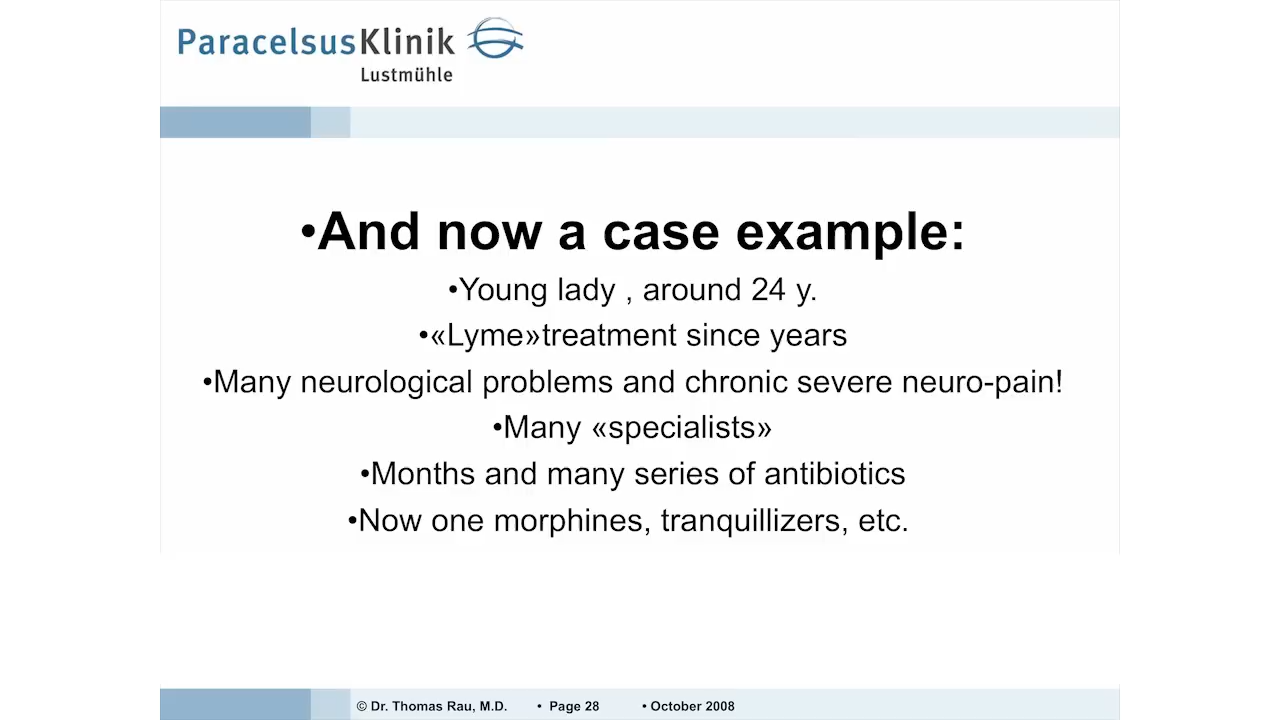 ParacelsusKlinik
Lustmühle
•And now a case example:
•Young lady , around 24 y.
•«Lyme»treatment since years
•Many neurological problems and chronic severe neuro-pain!
•Many «specialists»
•Months and many series of antibiotics
•Now one morphines, tranquillizers, etc.
© Dr. Thomas Rau, M.D. • Page 28 • October 2008